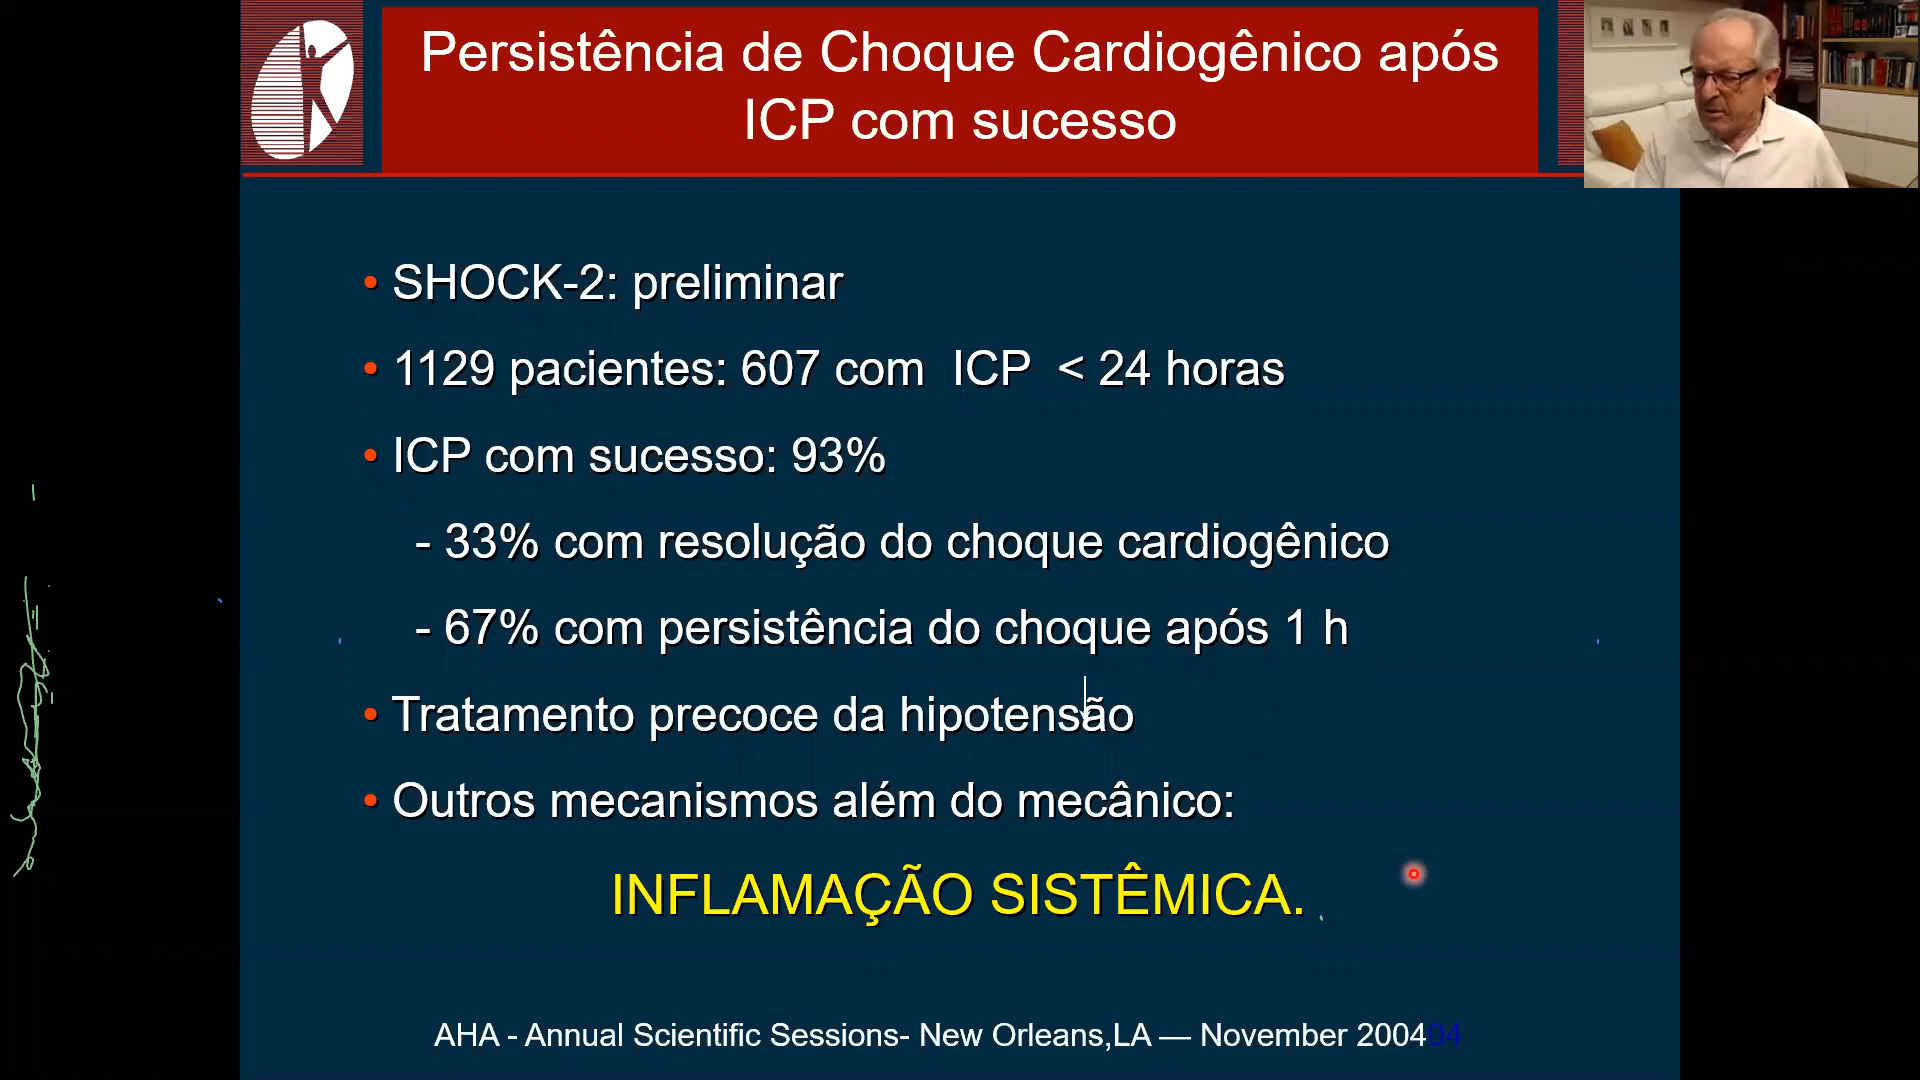 Persistência de Choque Cardiogênico após
ICP com sucesso
• SHOCK-2: preliminar
• 1129 pacientes: 607 com ICP < 24 horas
• ICP com sucesso: 93%
- 33% com resolução do choque cardiogênico
- 67% com persistência do choque após 1 h
• Tratamento precoce da hipotensão
• Outros mecanismos além do mecânico:
INFLAMAÇÃO SISTÊMICA.
AHA - Annual Scientific Sessions- New Orleans,LA — November 200404